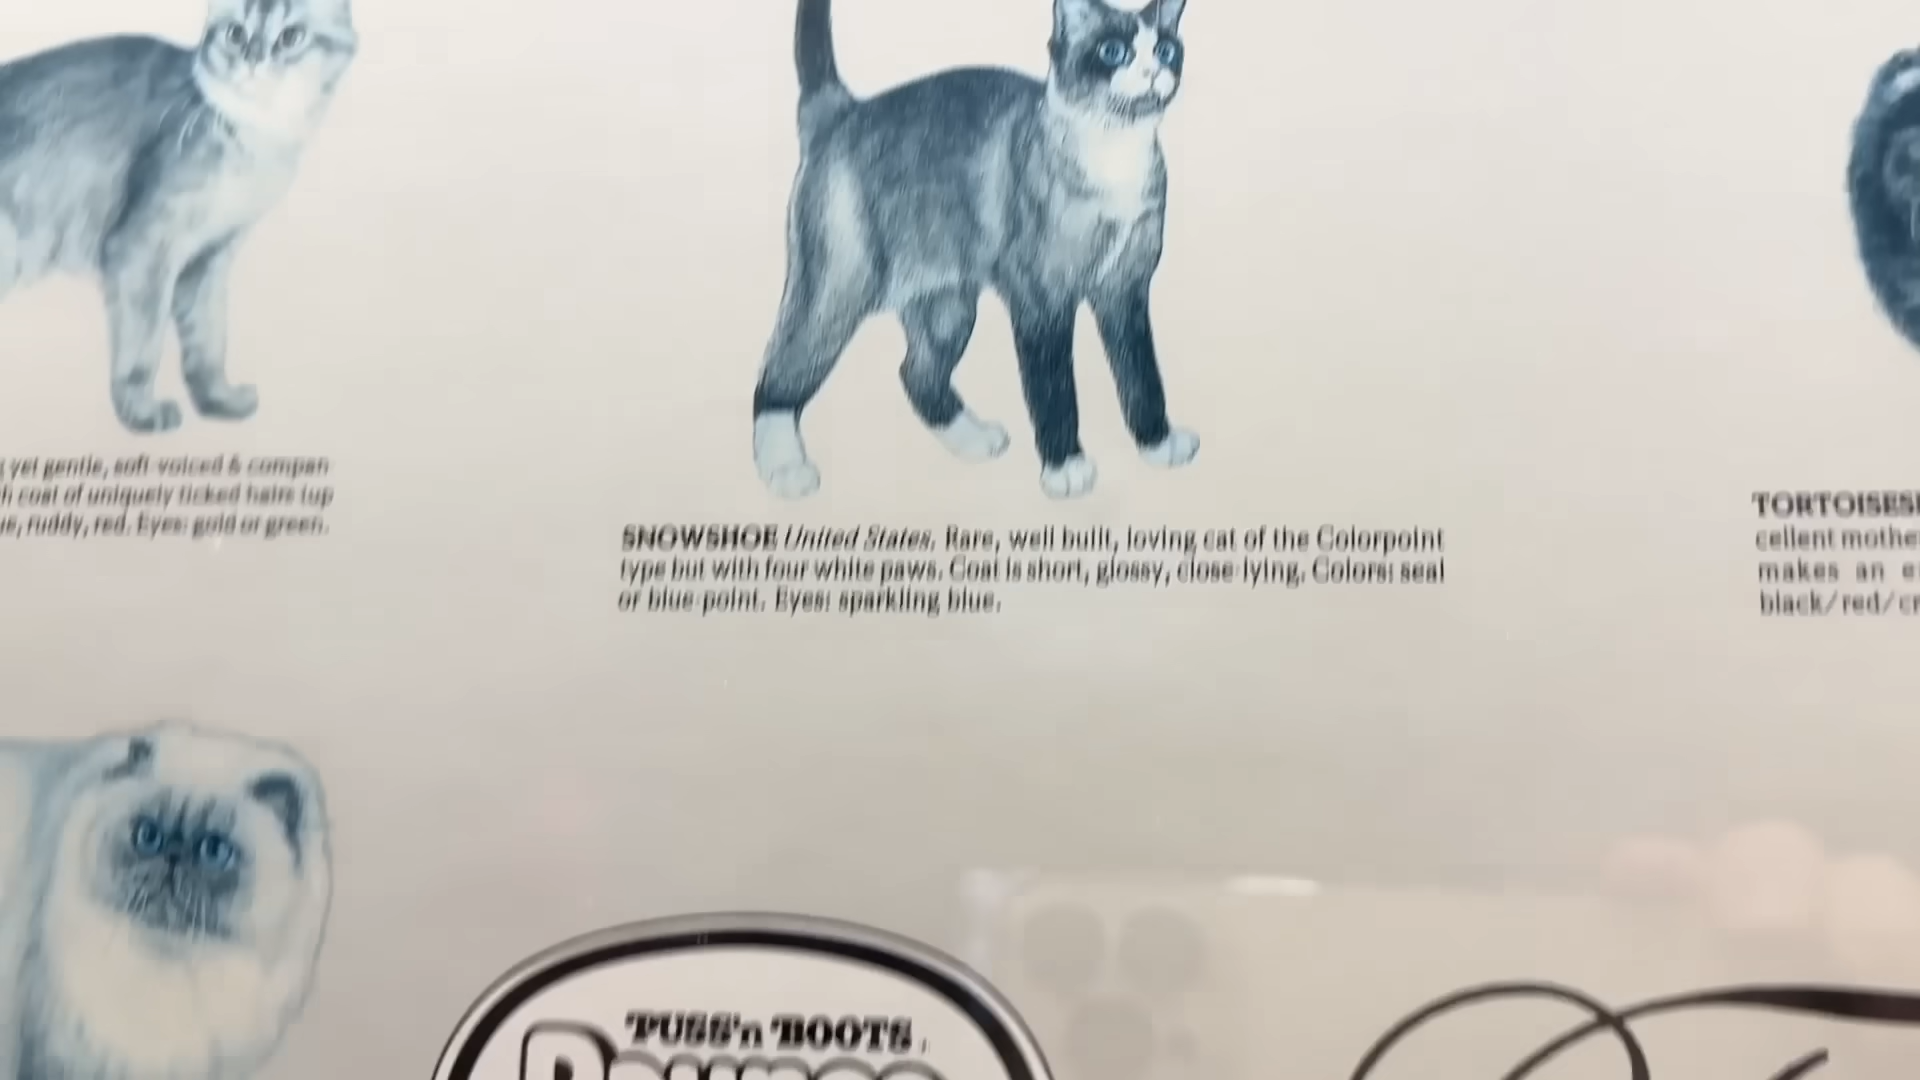 yet gentle, soft-voiced & compan
coat of uniquely ticked hairs (up
ruddy, red. Eyes: gold or green.
SNOWSHOE United States. Rare, well built, loving cat of the Colorpoint
type but with four white paws. Coat is short, glossy, close-lying. Colors: seal
or blue-point. Eyes: sparkling blue.
TORTOISES
cellent mothe
makes an e
black/red/cr
PUSS'n BOOTS